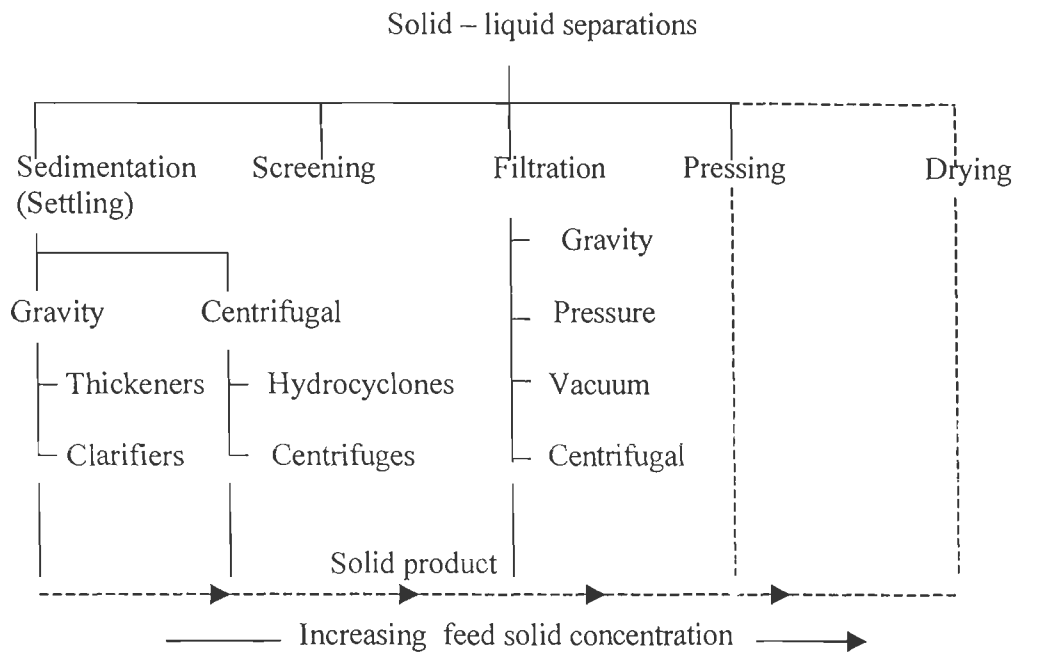 Solid – liquid separations
Sedimentation
(Settling)
Screening
Filtration
Pressing
Drying
Gravity
Centrifugal
Thickeners
Clarifiers
Hydrocyclones
Centrifuges
Gravity
Pressure
Vacuum
Centrifugal
Solid product
Increasing feed solid concentration